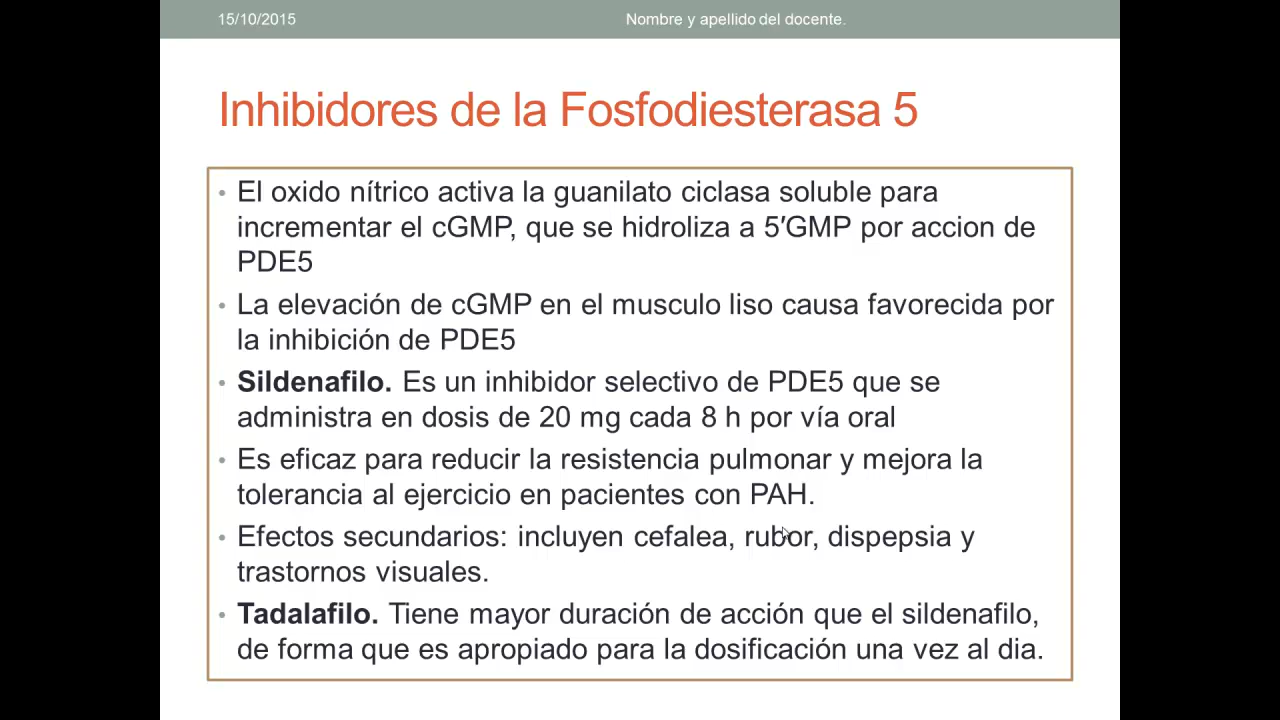 15/10/2015
Nombre y apellido del docente.
Inhibidores de la Fosfodiesterasa 5
• El oxido nítrico activa la guanilato ciclasa soluble para
incrementar el cGMP, que se hidroliza a 5′GMP por accion de
PDE5
• La elevación de cGMP en el musculo liso causa favorecida por
la inhibición de PDE5
• Sildenafilo. Es un inhibidor selectivo de PDE5 que se
administra en dosis de 20 mg cada 8 h por vía oral
• Es eficaz para reducir la resistencia pulmonar y mejora la
tolerancia al ejercicio en pacientes con PAH.
• Efectos secundarios: incluyen cefalea, rubor, dispepsia y
trastornos visuales.
• Tadalafilo. Tiene mayor duración de acción que el sildenafilo,
de forma que es apropiado para la dosificación una vez al dia.